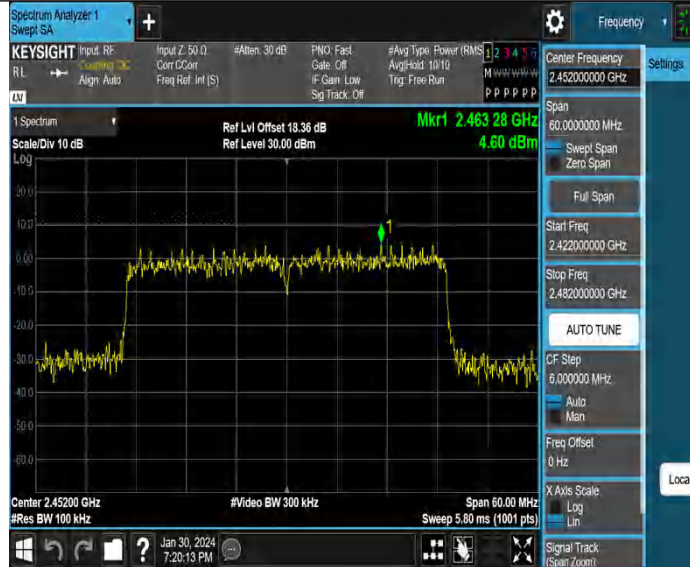 Spectrum Analyzer 1
Swept SA
Frequency
KEYSIGHT
RL
Input: RF
Coupling: DC
Align: Auto
Input Z: 50 Ω
Corr CCorr
Freq Ref: Int (S)
#Atten: 30 dB
PNO: Fast
Gate: Off
IF Gain: Low
Sig Track: Off
#Avg Type: Power (RMS
Avg|Hold: 10/10
Trig: Free Run
1 2 3 4 5 6
M W W W W W
P P P P P P
LXI
1 Spectrum
Scale/Div 10 dB
Ref Lvl Offset 18.36 dB
Ref Level 30.00 dBm
Mkr1 2.463 28 GHz
4.60 dBm
Log
20.0
10.0
0.00
-10.0
-20.0
-30.0
-40.0
-50.0
-60.0
1
Center 2.45200 GHz
#Res BW 100 kHz
#Video BW 300 kHz
Span 60.00 MHz
Sweep 5.80 ms (1001 pts)
?
Jan 30, 2024
7:20:13 PM
Center Frequency
2.452000000 GHz
Span
60.0000000 MHz
Swept Span
Zero Span
Full Span
Start Freq
2.422000000 GHz
Stop Freq
2.482000000 GHz
AUTO TUNE
CF Step
6.000000 MHz
Auto
Man
Freq Offset
0 Hz
X Axis Scale
Log
Lin
Signal Track
(Span Zoom)
Settings
Loca